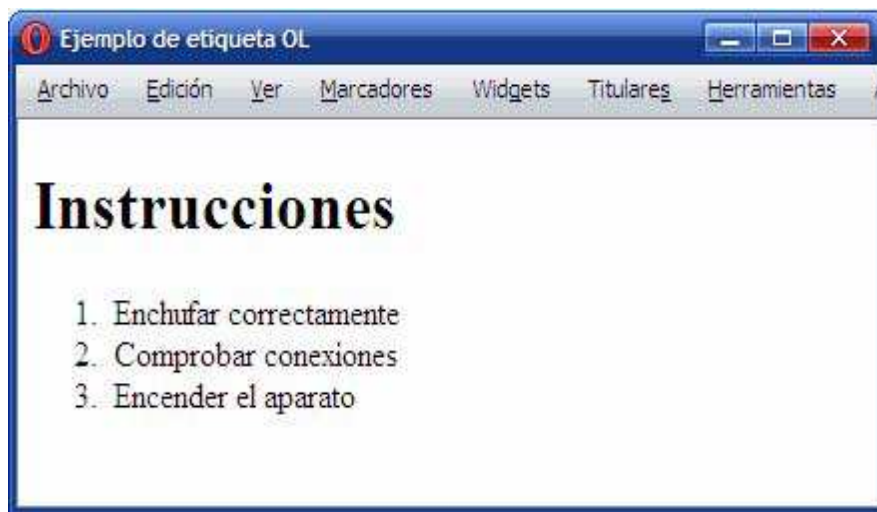 Ejemplo de etiqueta OL
Archivo Edición Ver Marcadores Widgets Titulares Herramientas
Instrucciones
1. Enchufar correctamente
2. Comprobar conexiones
3. Encender el aparato